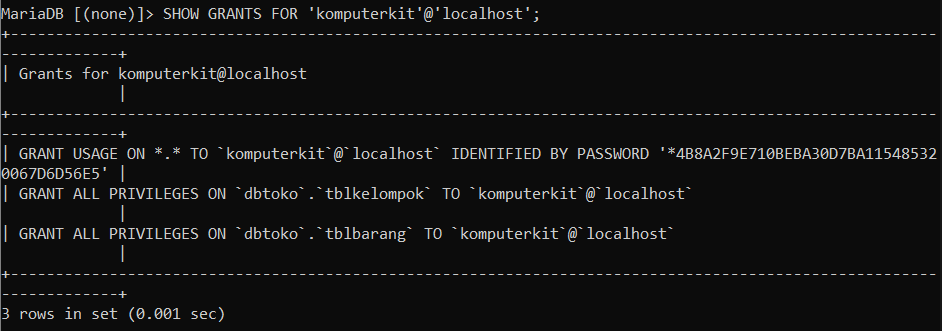 MariaDB [(none)]> SHOW GRANTS FOR 'komputerkit'@'localhost';
+---------------------------------------------------------------------------------------------------------
-------------+
| Grants for komputerkit@localhost
             |
+---------------------------------------------------------------------------------------------------------
-------------+
| GRANT USAGE ON *.* TO `komputerkit`@`localhost` IDENTIFIED BY PASSWORD '*4B8A2F9E710BEBA30D7BA11548532
0067D6D56E5' |
| GRANT ALL PRIVILEGES ON `dbtoko`.`tblkelompok` TO `komputerkit`@`localhost`
             |
| GRANT ALL PRIVILEGES ON `dbtoko`.`tblbarang` TO `komputerkit`@`localhost`
             |
+---------------------------------------------------------------------------------------------------------
-------------+
3 rows in set (0.001 sec)